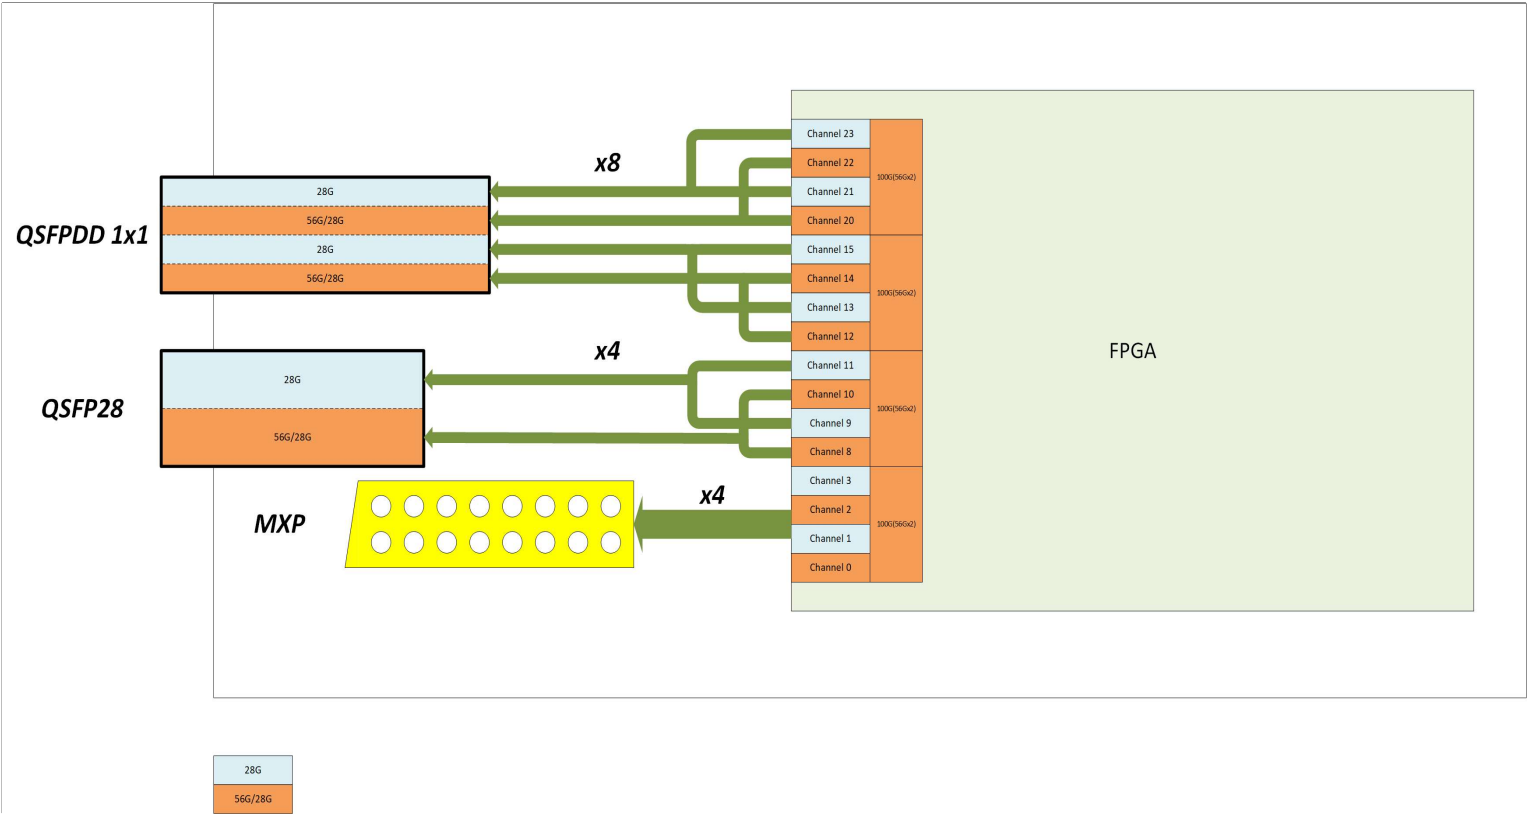 x8
QSFPDD 1x1
28G
56G/28G
28G
56G/28G
x4
QSFP28
28G
56G/28G
x4
MXP
Channel 23
Channel 22
Channel 21
Channel 20
Channel 15
Channel 14
Channel 13
Channel 12
Channel 11
Channel 10
Channel 9
Channel 8
Channel 3
Channel 2
Channel 1
Channel 0
100G(56Gx2)
100G(56Gx2)
100G(56Gx2)
100G(56Gx2)
FPGA
28G
56G/28G